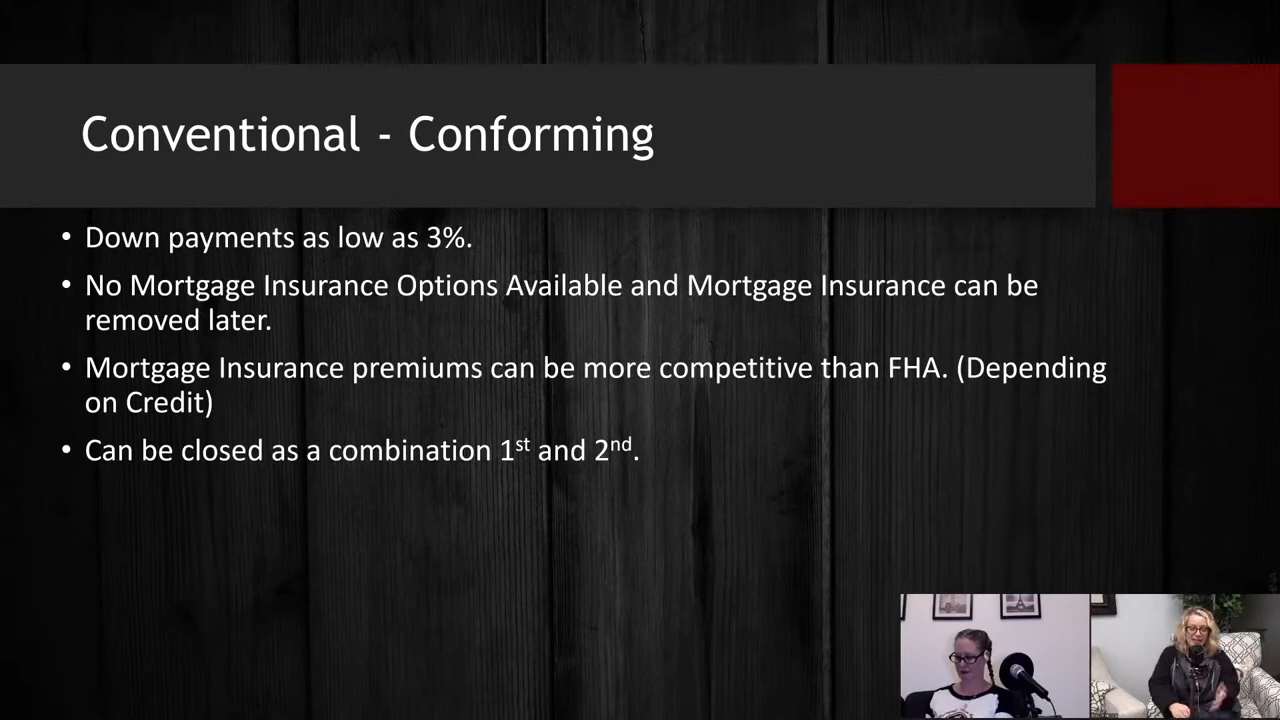 Conventional - Conforming
• Down payments as low as 3%.
• No Mortgage Insurance Options Available and Mortgage Insurance can be
removed later.
• Mortgage Insurance premiums can be more competitive than FHA. (Depending
on Credit)
• Can be closed as a combination 1st and 2nd.